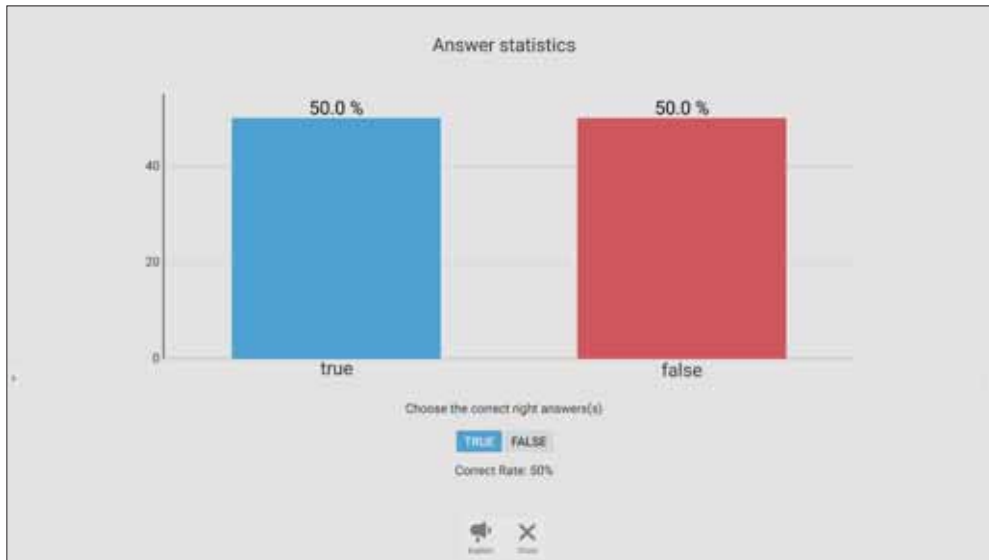 Answer statistics
50.0 % 50.0 %
40
20
0
true false
Choose the correct right answers(s)
TRUE FALSE
Correct Rate: 50%